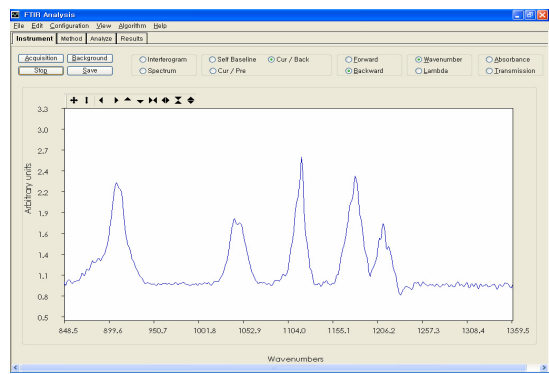 FTIR Analysis
File Edit Configuration View Algorithm Help
Instrument Method Analyze Results
Acquisition Background Interferogram Self Baseline Cur / Back Forward Wavenumber Absorbance
Stop Save Spectrum Cur / Pre Backward Lambda Transmission
3.3
3.0
2.7
2.4
2.2
1.9
1.6
1.4
1.1
0.8
0.5
Arbitrary units
848.5 899.6 950.7 1001.8 1052.9 1104.0 1155.1 1206.2 1257.3 1308.4 1359.5
Wavenumbers